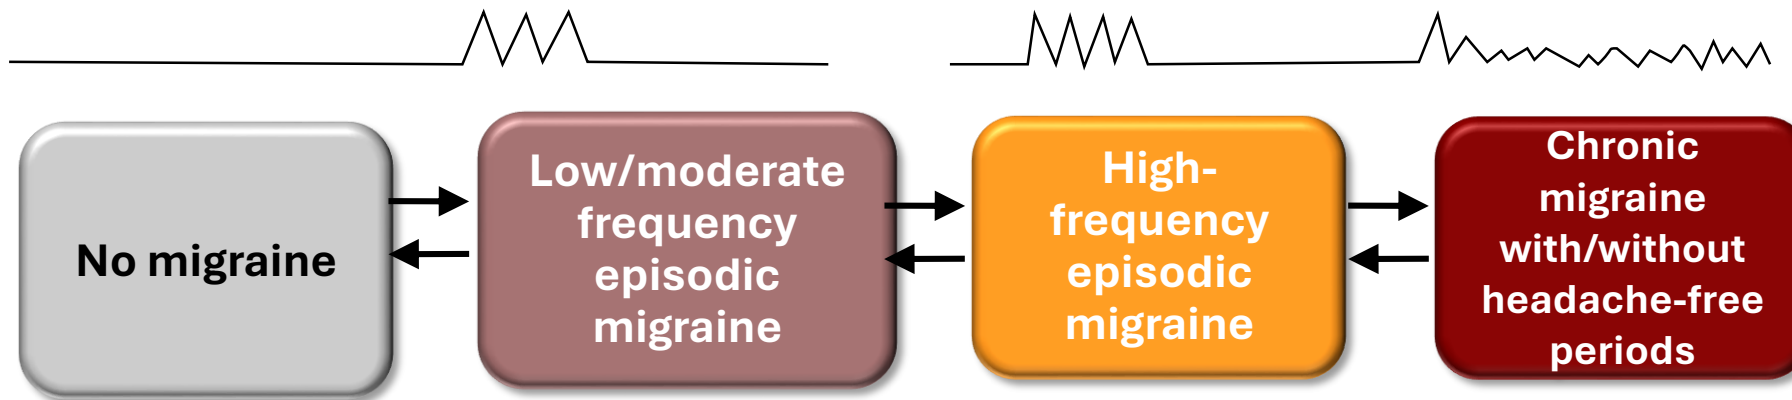 No migraine
Low/moderate
frequency
episodic
migraine
High-
frequency
episodic
migraine
Chronic
migraine
with/without
headache-free
periods